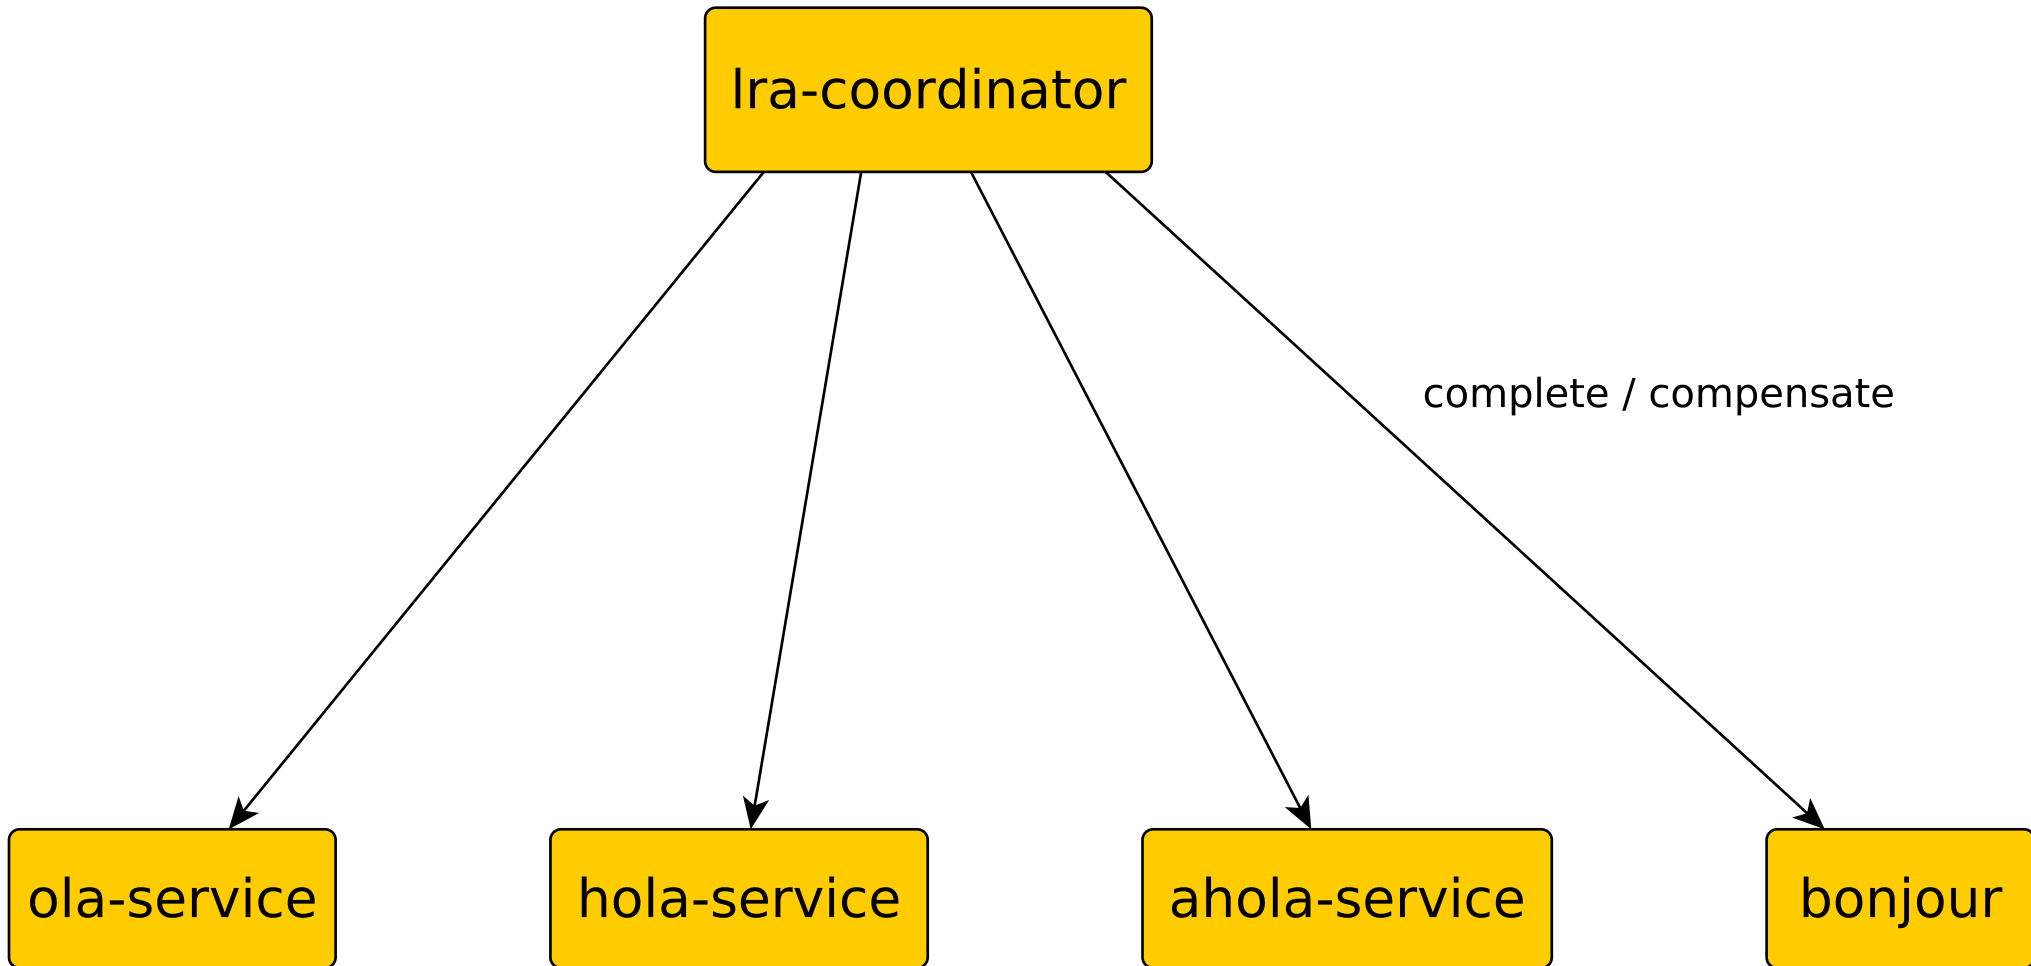 lra-coordinator
complete / compensate
ola-service
hola-service
ahola-service
bonjour